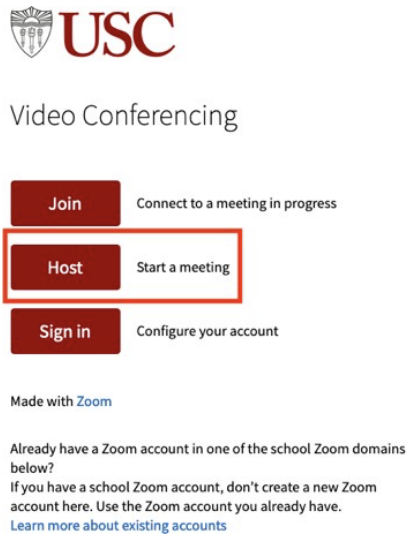 USC
Video Conferencing
Join Connect to a meeting in progress
Host Start a meeting
Sign in Configure your account
Made with Zoom
Already have a Zoom account in one of the school Zoom domains
below?
If you have a school Zoom account, don't create a new Zoom
account here. Use the Zoom account you already have.
Learn more about existing accounts